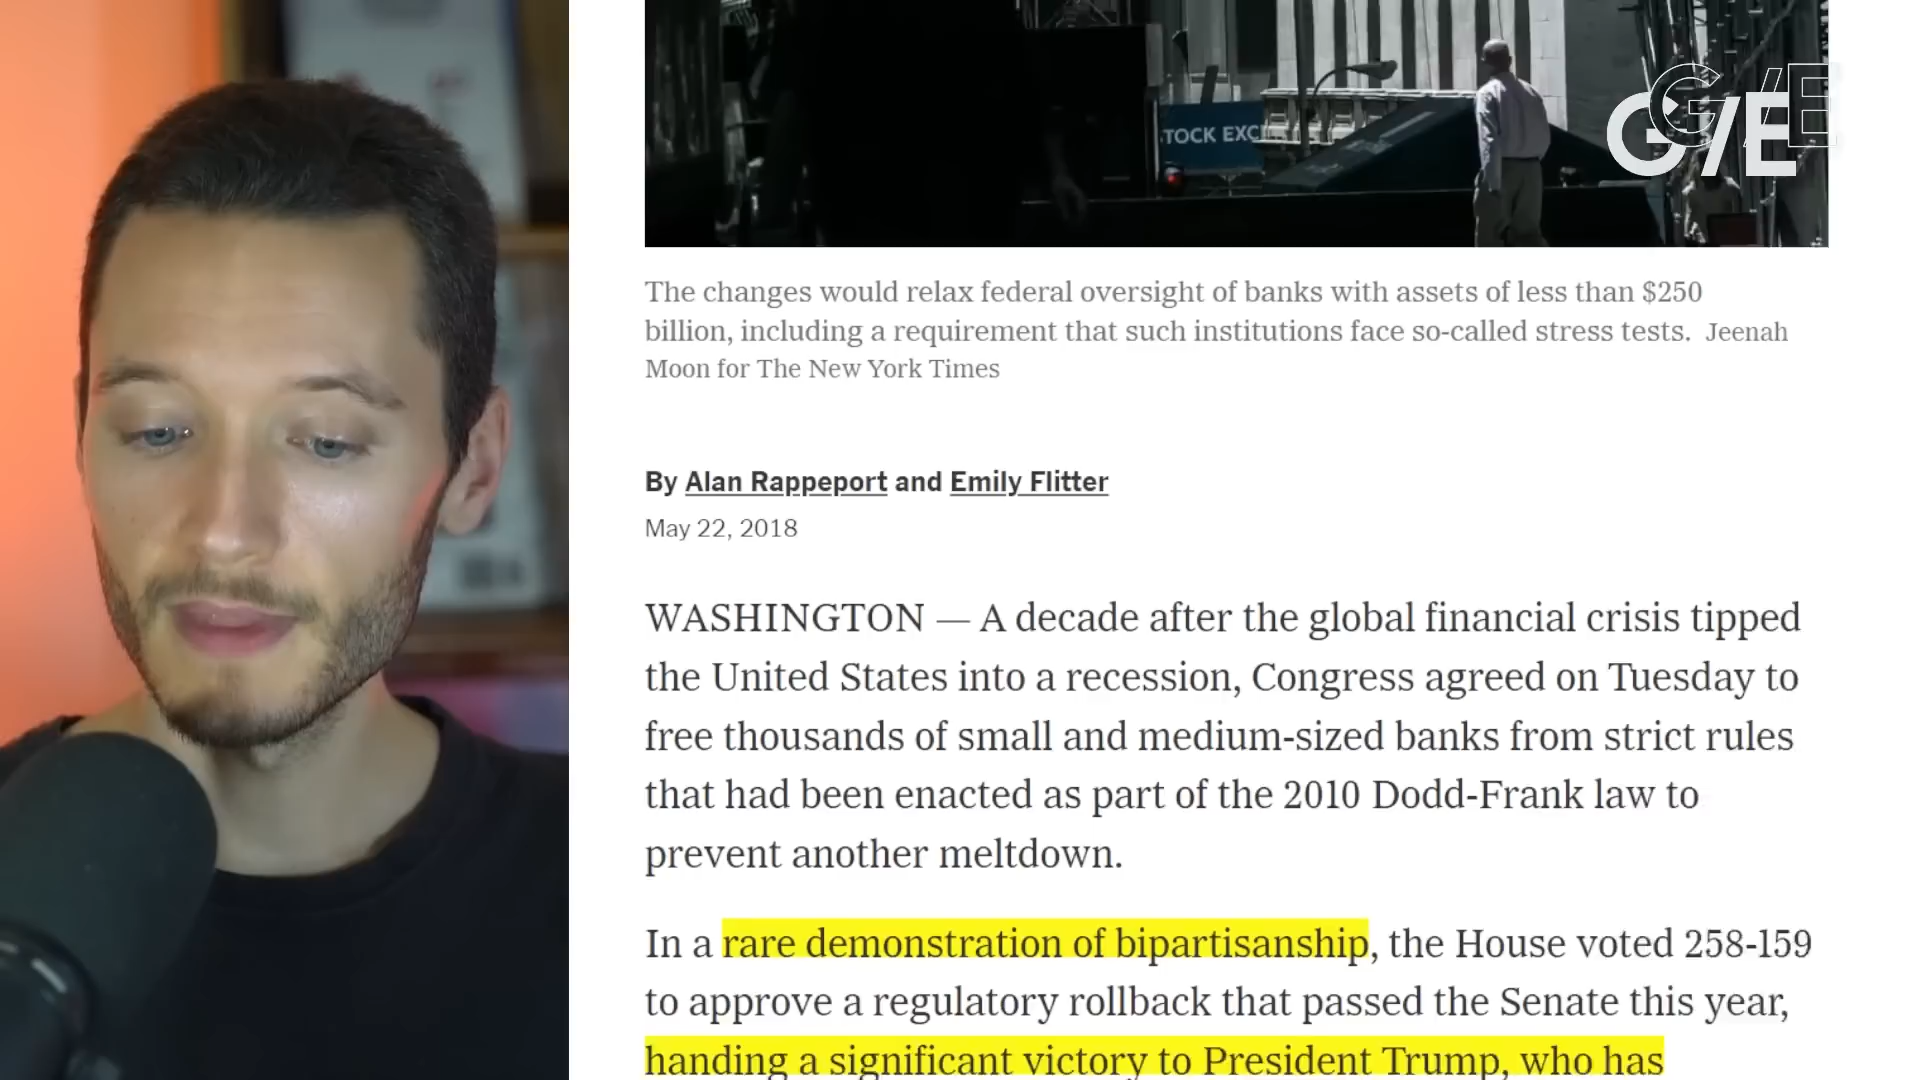 STOCK EXC
G/E
G/E
The changes would relax federal oversight of banks with assets of less than $250
billion, including a requirement that such institutions face so-called stress tests. Jeenah
Moon for The New York Times
By Alan Rappeport and Emily Flitter
May 22, 2018
WASHINGTON — A decade after the global financial crisis tipped
the United States into a recession, Congress agreed on Tuesday to
free thousands of small and medium-sized banks from strict rules
that had been enacted as part of the 2010 Dodd-Frank law to
prevent another meltdown.
In a rare demonstration of bipartisanship, the House voted 258-159
to approve a regulatory rollback that passed the Senate this year,
handing a significant victory to President Trump, who has